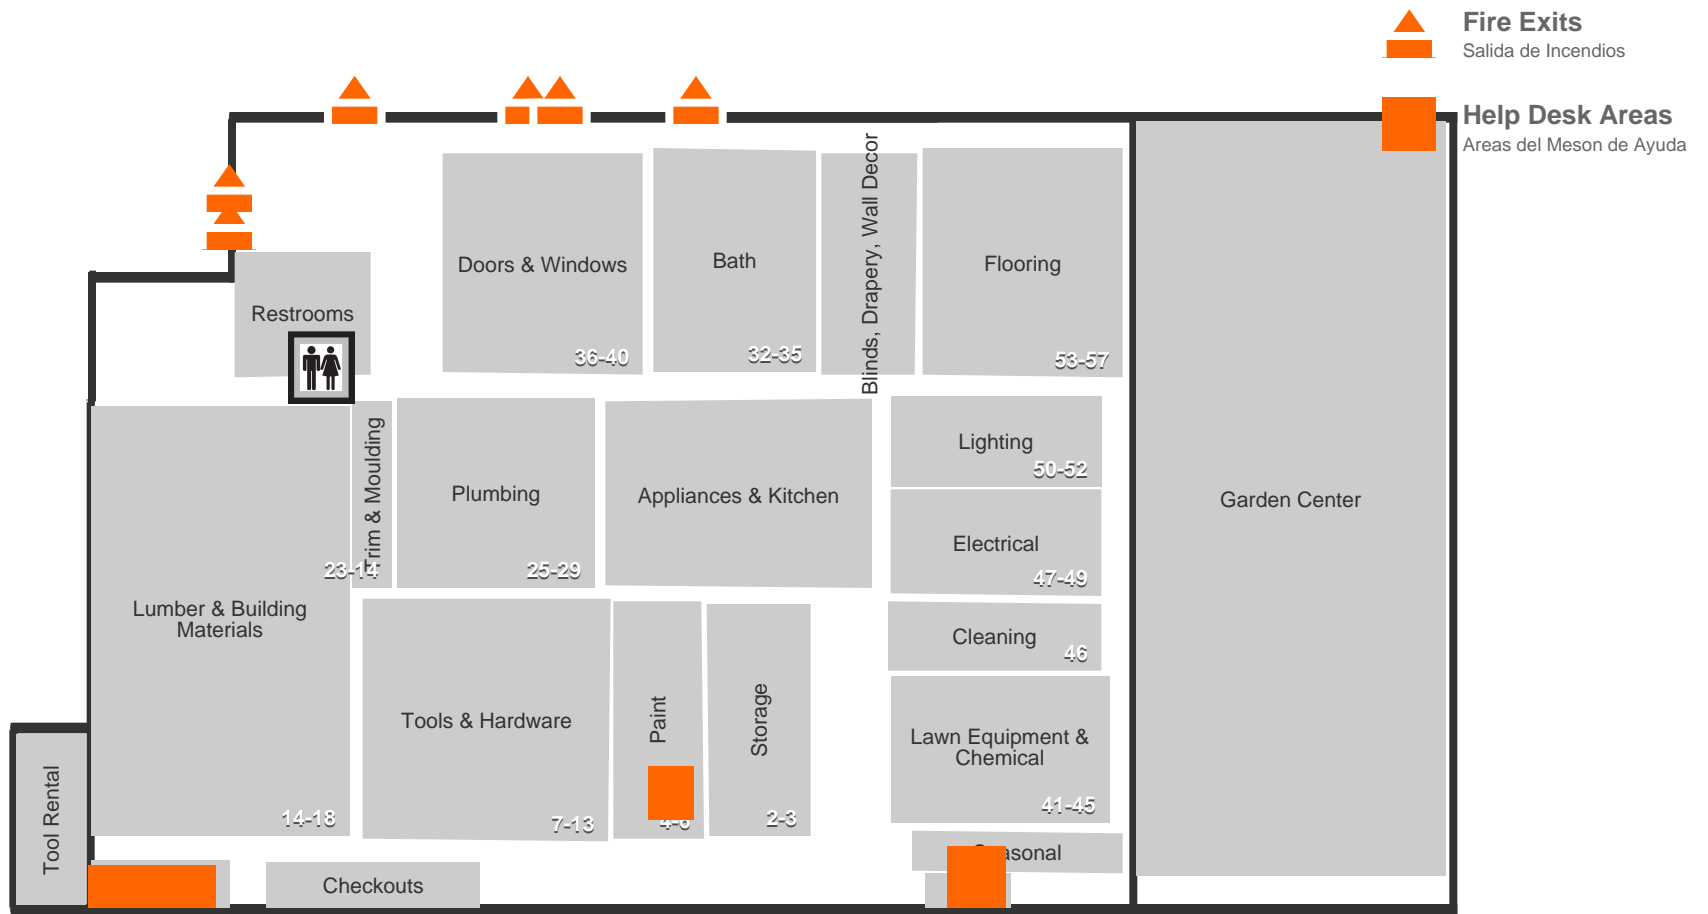 Fire Exits
Salida de Incendios
Help Desk Areas
Areas del Meson de Ayuda
Restrooms
Doors & Windows
36-40
Bath
32-35
Blinds, Drapery, Wall Decor
Flooring
53-57
Lumber & Building
Materials
14-18
Trim & Moulding
23-14
Plumbing
25-29
Appliances & Kitchen
Lighting
50-52
Electrical
47-49
Cleaning
46
Garden Center
Tool Rental
Tools & Hardware
7-13
Paint
4-6
Storage
2-3
Lawn Equipment &
Chemical
41-45
Seasonal
Checkouts